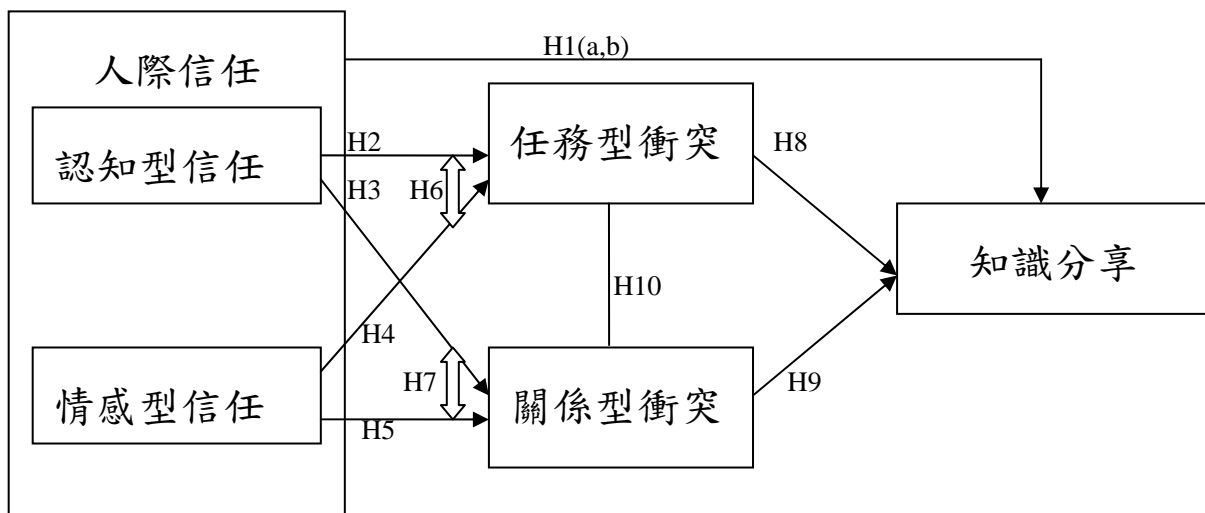 H1(a,b)
人際信任
認知型信任
H2
任務型衝突
H8
H3
H6
知識分享
H10
H4
情感型信任
H7
H5
關係型衝突
H9